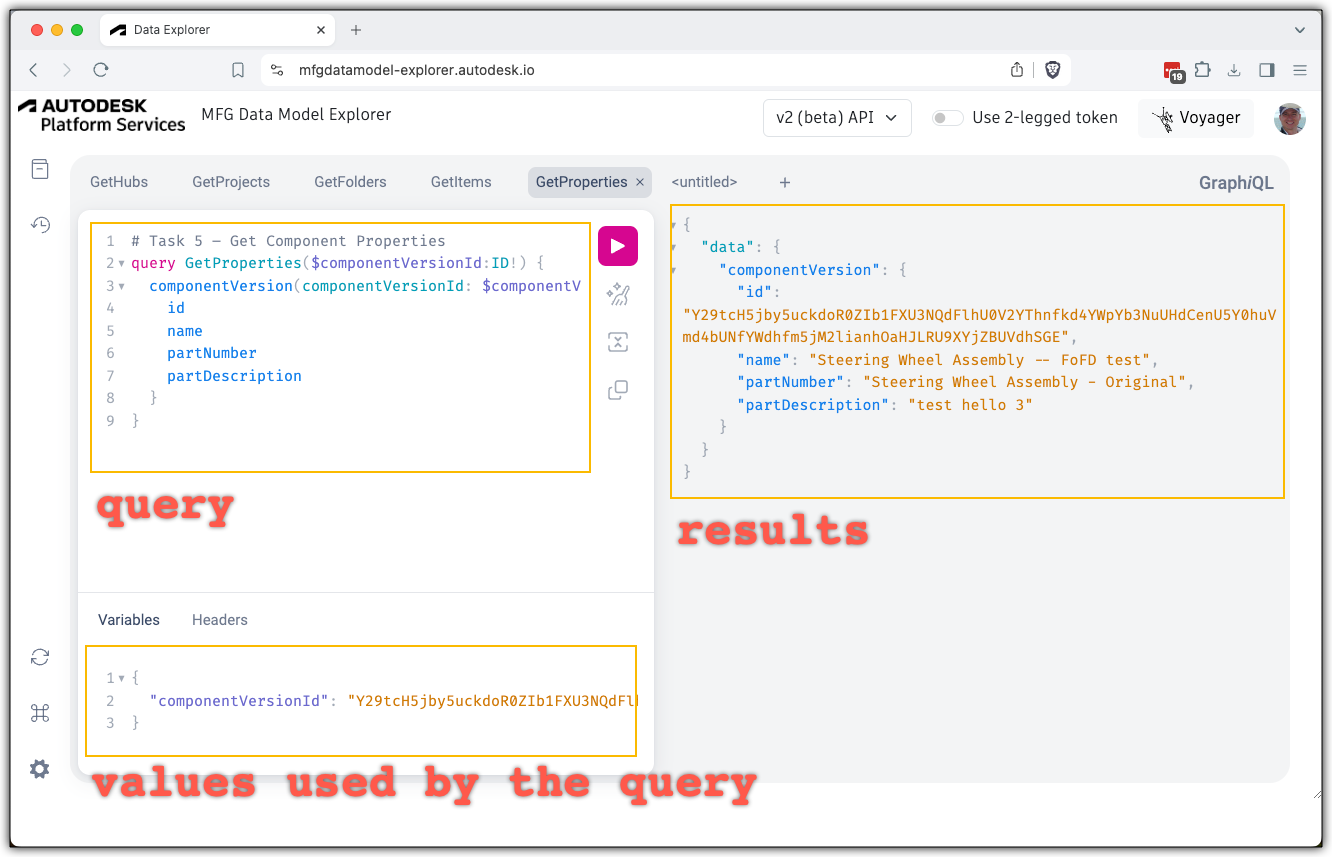 Data Explorer
mfgdatamodel-explorer.autodesk.io
19
AUTODESK
Platform Services
MFG Data Model Explorer
v2 (beta) API
Use 2-legged token
Voyager
GetHubs
GetProjects
GetFolders
GetItems
GetProperties
<untitled>
GraphiQL
1 # Task 5 – Get Component Properties
2 query GetProperties($componentVersionId:ID!) {
3 componentVersion(componentVersionId: $componentV
4 id
5 name
6 partNumber
7 partDescription
8 }
9 }
query
{
"data": {
"componentVersion": {
"id":
"Y29tcH5jby5uckdoR0ZIb1FXU3NQdFlhU0V2YThnfkd4YWpYb3NuUHdCenU5Y0huV
md4bUNfYWdhfm5jM2lianhOaHJLRU9XYjZBUVdhSGE",
"name": "Steering Wheel Assembly -- FoFD test",
"partNumber": "Steering Wheel Assembly - Original",
"partDescription": "test hello 3"
}
}
}
results
Variables
Headers
1 {
2 "componentVersionId": "Y29tcH5jby5uckdoR0ZIb1FXU3NQdFl
3 }
values used by the query